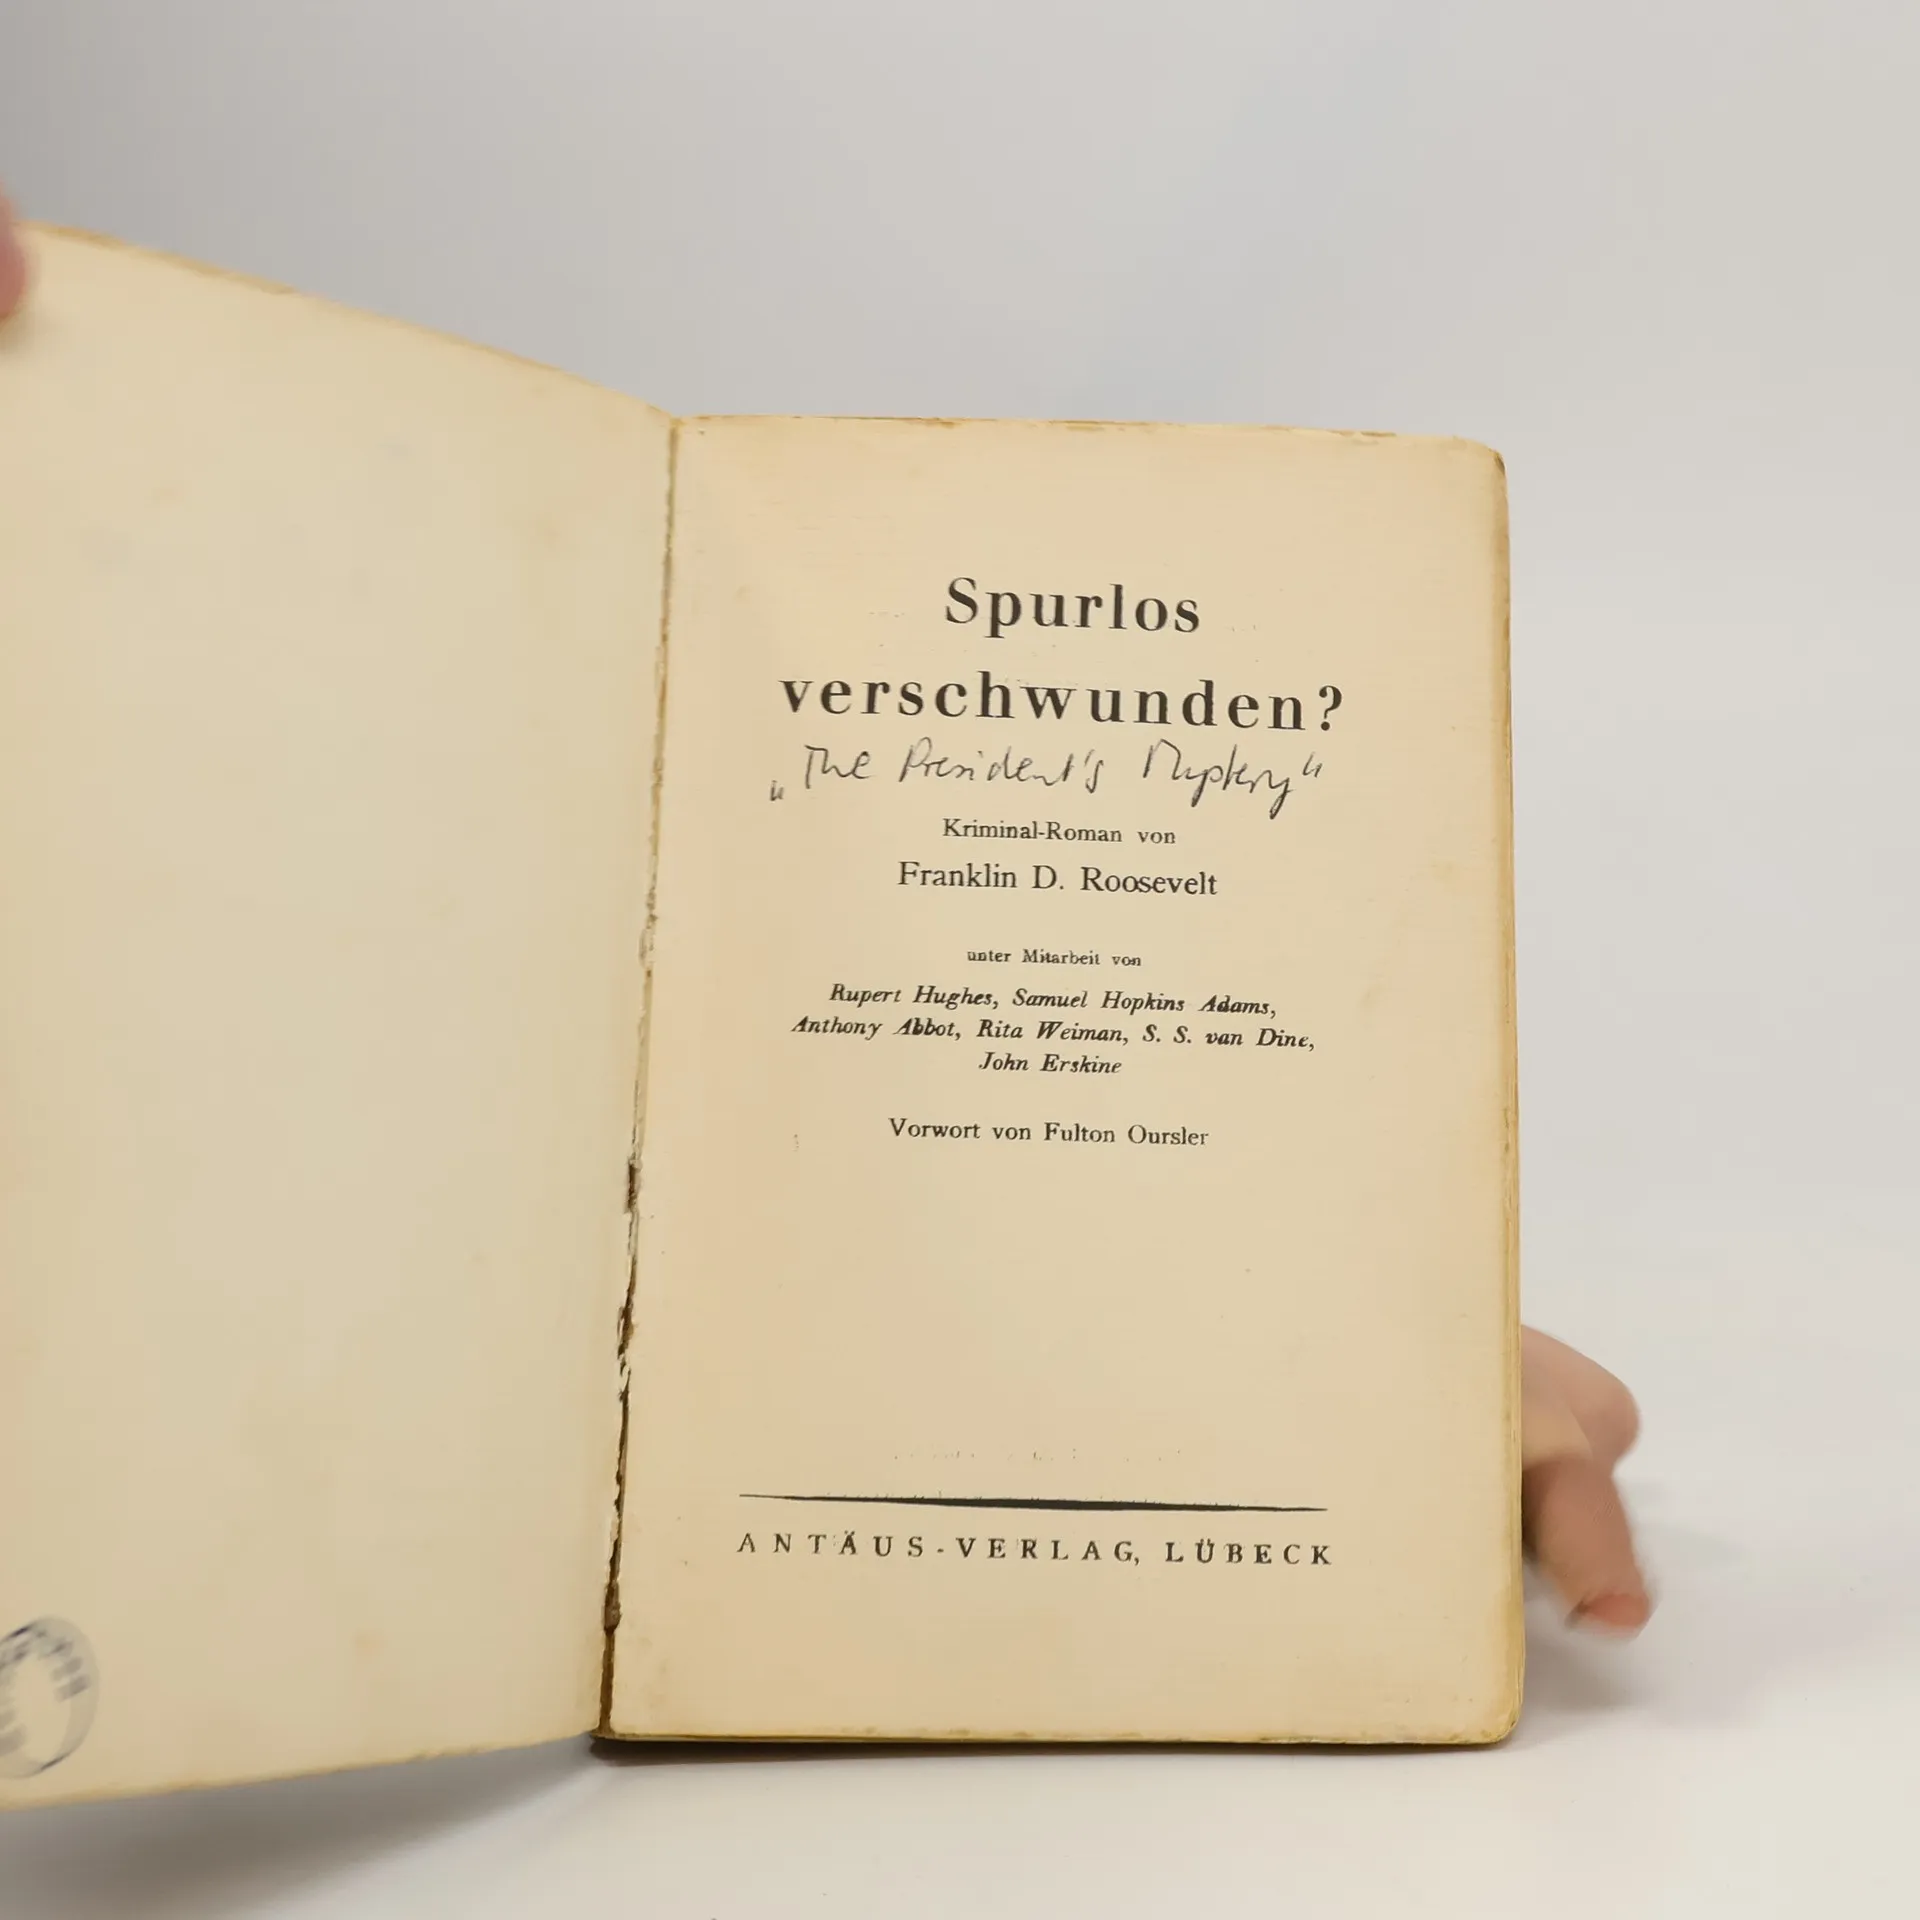 Spurlos
verschwunden?
„The President's Mystery“
Kriminal-Roman von
Franklin D. Roosevelt
unter Mitarbeit von
Rupert Hughes, Samuel Hopkins Adams,
Anthony Abbot, Rita Weiman, S. S. van Dine,
John Erskine
Vorwort von Fulton Oursler
ANTÄUS-VERLAG, LÜBECK